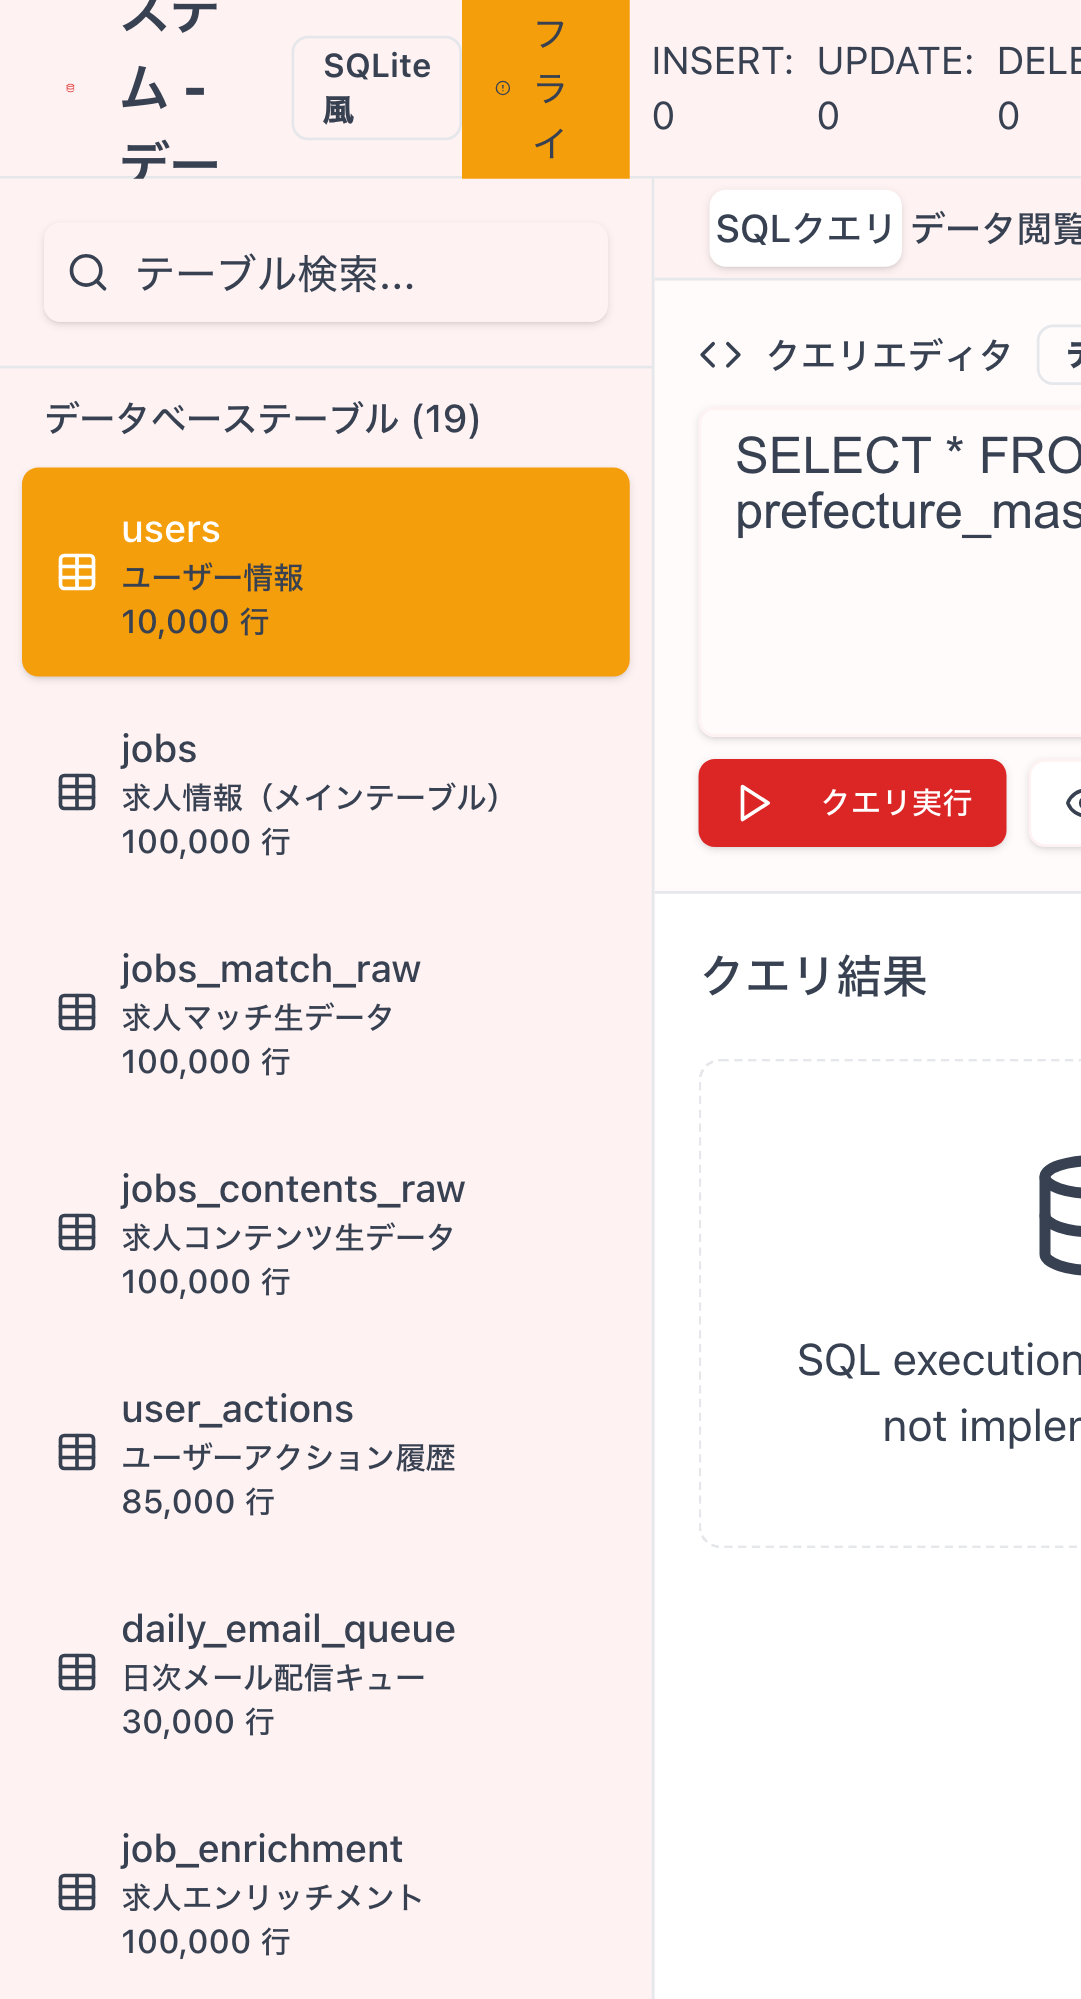 ステ
ム -
デー
SQLite
風
フ
ラ
イ
INSERT:
0
UPDATE:
0
DELE
0
テーブル検索...
SQLクエリ
データ閲覧
データベーステーブル (19)
users
ユーザー情報
10,000 行
jobs
求人情報（メインテーブル）
100,000 行
jobs_match_raw
求人マッチ生データ
100,000 行
jobs_contents_raw
求人コンテンツ生データ
100,000 行
user_actions
ユーザーアクション履歴
85,000 行
daily_email_queue
日次メール配信キュー
30,000 行
job_enrichment
求人エンリッチメント
100,000 行
クエリエディタ
SELECT * FRO
prefecture_mas
クエリ実行
クエリ結果
SQL execution
not impler